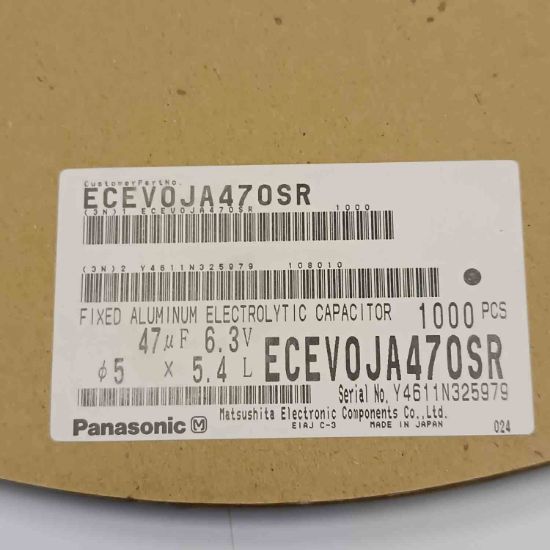 CustomerPartNo.
ECEV0JA470SR
(3N)1 ECEV0JA470SR 1000
(3N)2 Y4611N325979 108010
FIXED ALUMINUM ELECTROLYTIC CAPACITOR 1000 PCS
47μF 6.3V
φ5 x 5.4 L ECEV0JA470SR
Serial No. Y4611N325979
Panasonic M Matsushita Electronic Components Co.,Ltd.
EIAJ C-3 MADE IN JAPAN 024